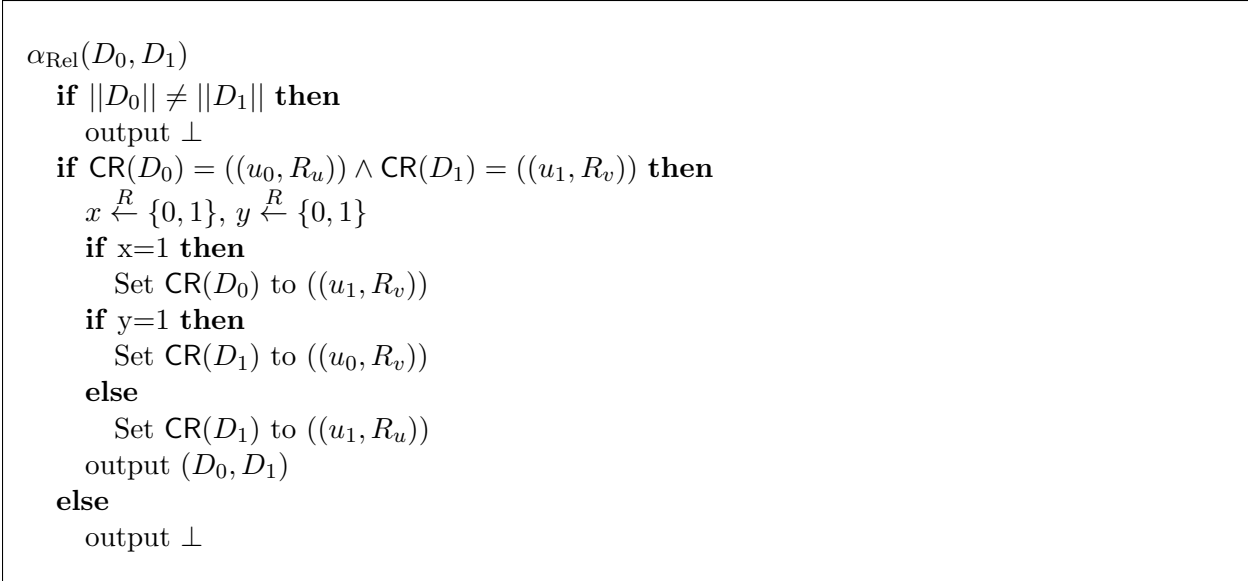 α_Rel(D_0, D_1)
if ||D_0|| ≠ ||D_1|| then
output ⊥
if CR(D_0) = ((u_0, R_u)) ∧ CR(D_1) = ((u_1, R_v)) then
x ←^R {0, 1}, y ←^R {0, 1}
if x=1 then
Set CR(D_0) to ((u_1, R_v))
if y=1 then
Set CR(D_1) to ((u_0, R_v))
else
Set CR(D_1) to ((u_1, R_u))
output (D_0, D_1)
else
output ⊥